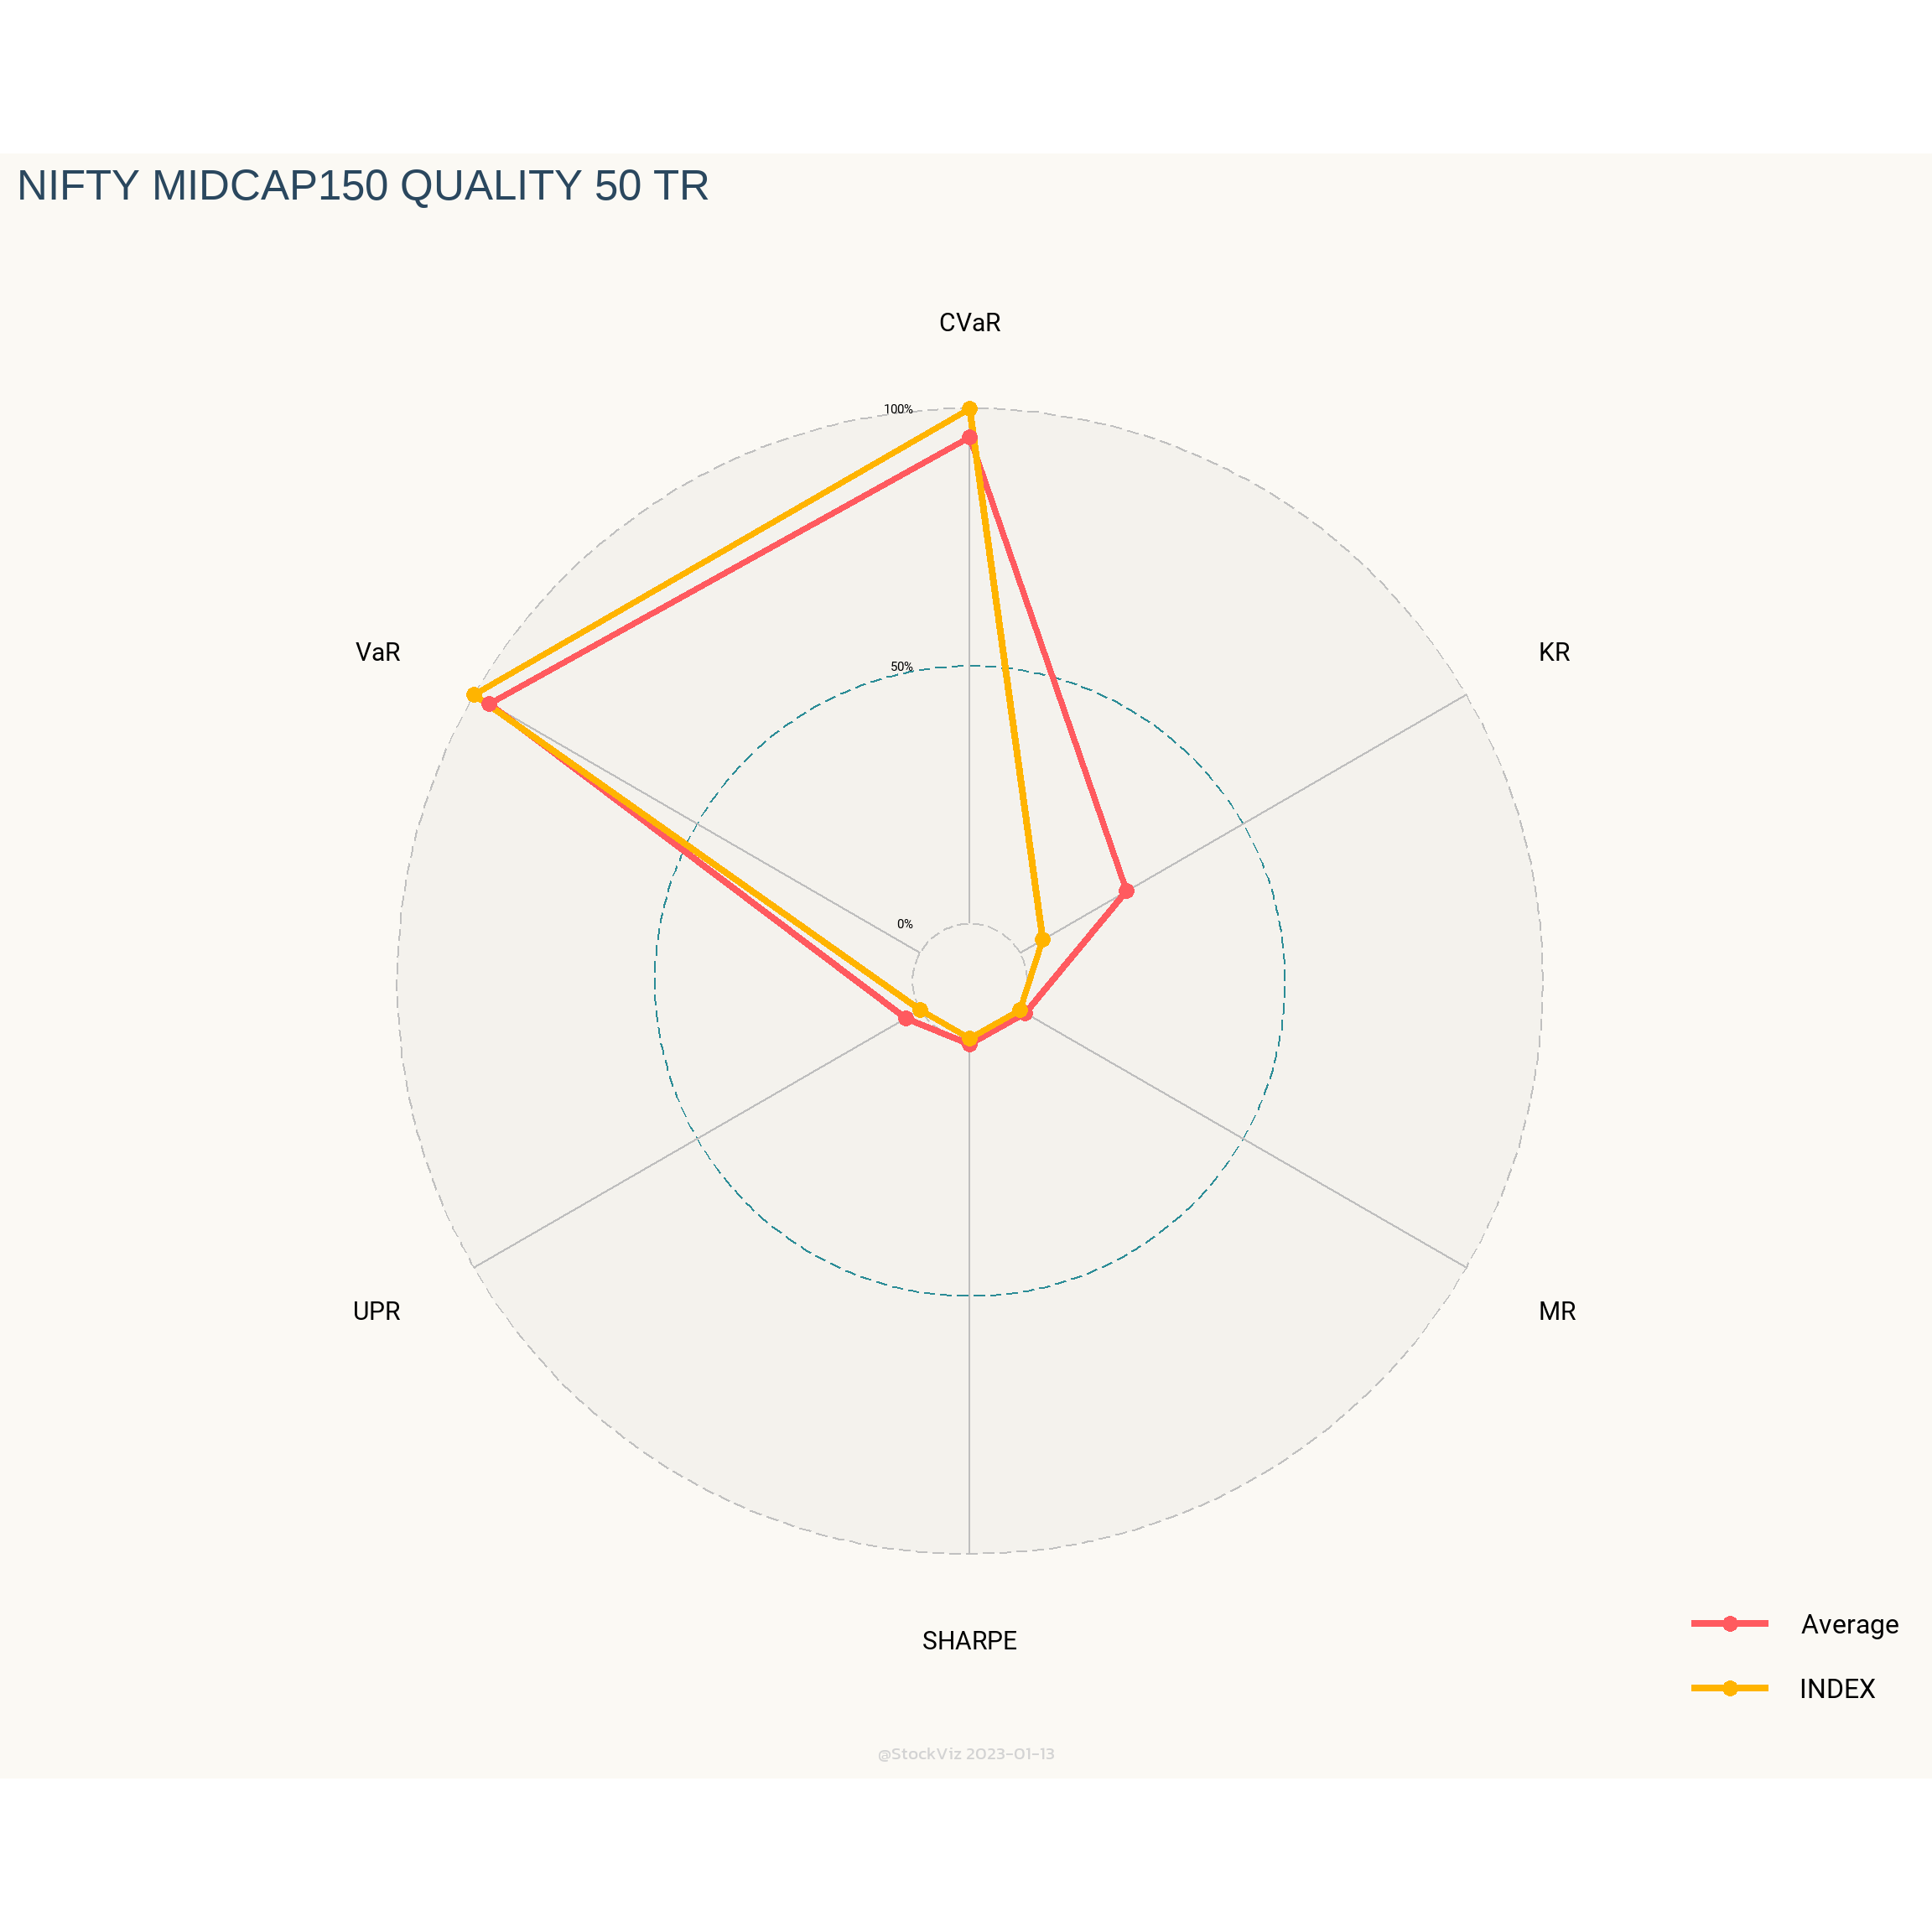 NIFTY MIDCAP150 QUALITY 50 TR
CVaR
100%
VaR
KR
50%
0%
UPR
MR
SHARPE
Average
INDEX
@StockViz 2023-01-13